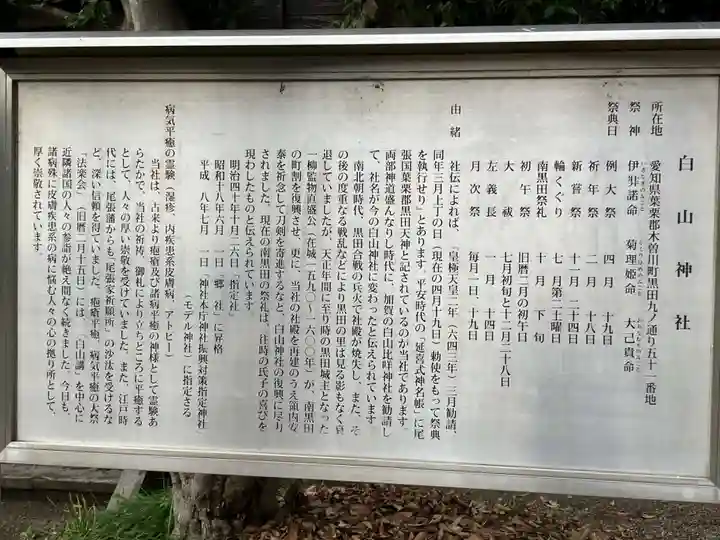 白山神社
所在地　愛知県葉栗郡木曽川町黒田九ノ通り五十一番地
祭神　伊弉諾命　菊理姫命　大己貴命
祭典日　例大祭　四月十九日
祈年祭　二月十八日
新嘗祭　十一月二十四日
輪くぐり　七月第三土曜日
南黒田祭礼　十月下旬
初午祭　旧暦二月の初午日
大祓　七月初旬と十二月二十八日
左義長　一月十四日
月次祭　毎月一日、十九日
由緒　社伝によれば、『皇極天皇二年（六四三年）三月勧請、
同年三月上丁の日（現在の四月十九日）勅使をもって祭典
を執行せり』とあります。平安時代の『延喜式神名帳』に尾
張国葉栗郡黒田天神と記されているのが当社であります。
両部神道盛んなりし時代に、加賀の白山比咩神社を勧請し
て、社名が今の白山神社に変わったと伝えられています
南北朝時代、黒田合戦の兵火で社殿が焼失し、また、そ
の後の度重なる戦乱などにより黒田の里は見る影もなく衰
退していましたが、天正年間に至り時の黒田城主となった
一柳監物直盛公（在城一五九〇～一六〇〇年）が、南黒田
の町割を復興させ、更に、当社の社殿を再建のうえ領内安
泰を祈念して刀剣を寄進するなど、白山神社の復興に尽力
されました。現在の南黒田の祭礼は、往時の氏子の喜びを
現わしたものと伝えられています。
明治四十年十月二十六日指定社
昭和十八年六月一日　郷社　に昇格
平成　八年七月　一日　神社本庁神社振興対策指定神社
（モデル神社）に指定さる
病気平癒の霊験（湿疹、内疾患系皮膚病、アトピー）
当社は、古来より疱瘡及び諸病平癒の神様として霊験あ
らたかで、当社の祈祷、御札により立ちどころに平癒する
として、人々の厚い崇敬を受けていました。また、江戸時
代には、尾張藩からも『尾張家祈願所』の沙汰を受けるな
ど、深い信頼を得ていました。疱瘡平癒、病気平癒の大祭
『法楽会』（旧暦二月十五日）には、『白山講』を中心に
近隣諸国の人々の参詣が絶え間なく続きました。今日も、
諸病殊に皮膚疾患系の病に悩む人々の心の拠り所として、
厚く崇敬されています。